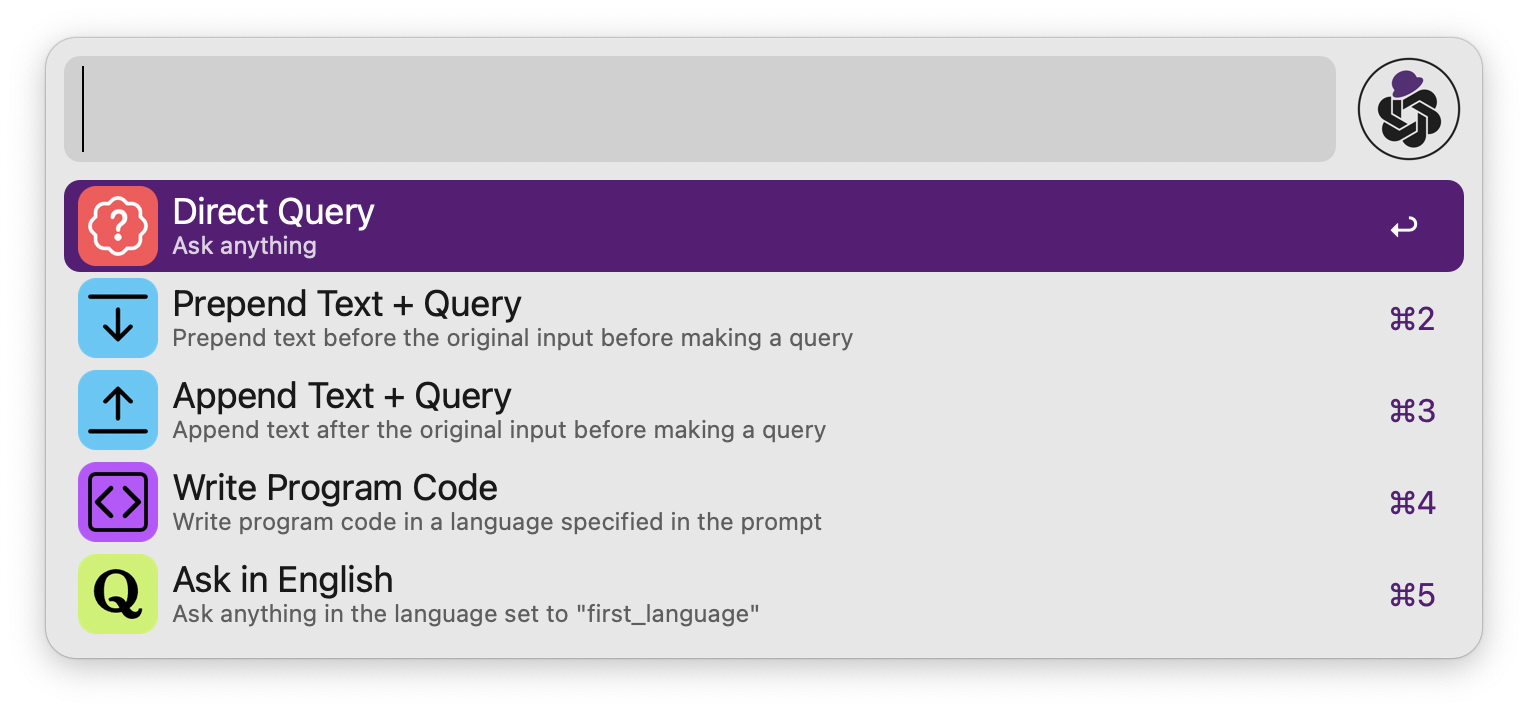 Direct Query
Ask anything
↩
Prepend Text + Query
Prepend text before the original input before making a query
⌘2
Append Text + Query
Append text after the original input before making a query
⌘3
Write Program Code
Write program code in a language specified in the prompt
⌘4
Q
Ask in English
Ask anything in the language set to "first_language"
⌘5